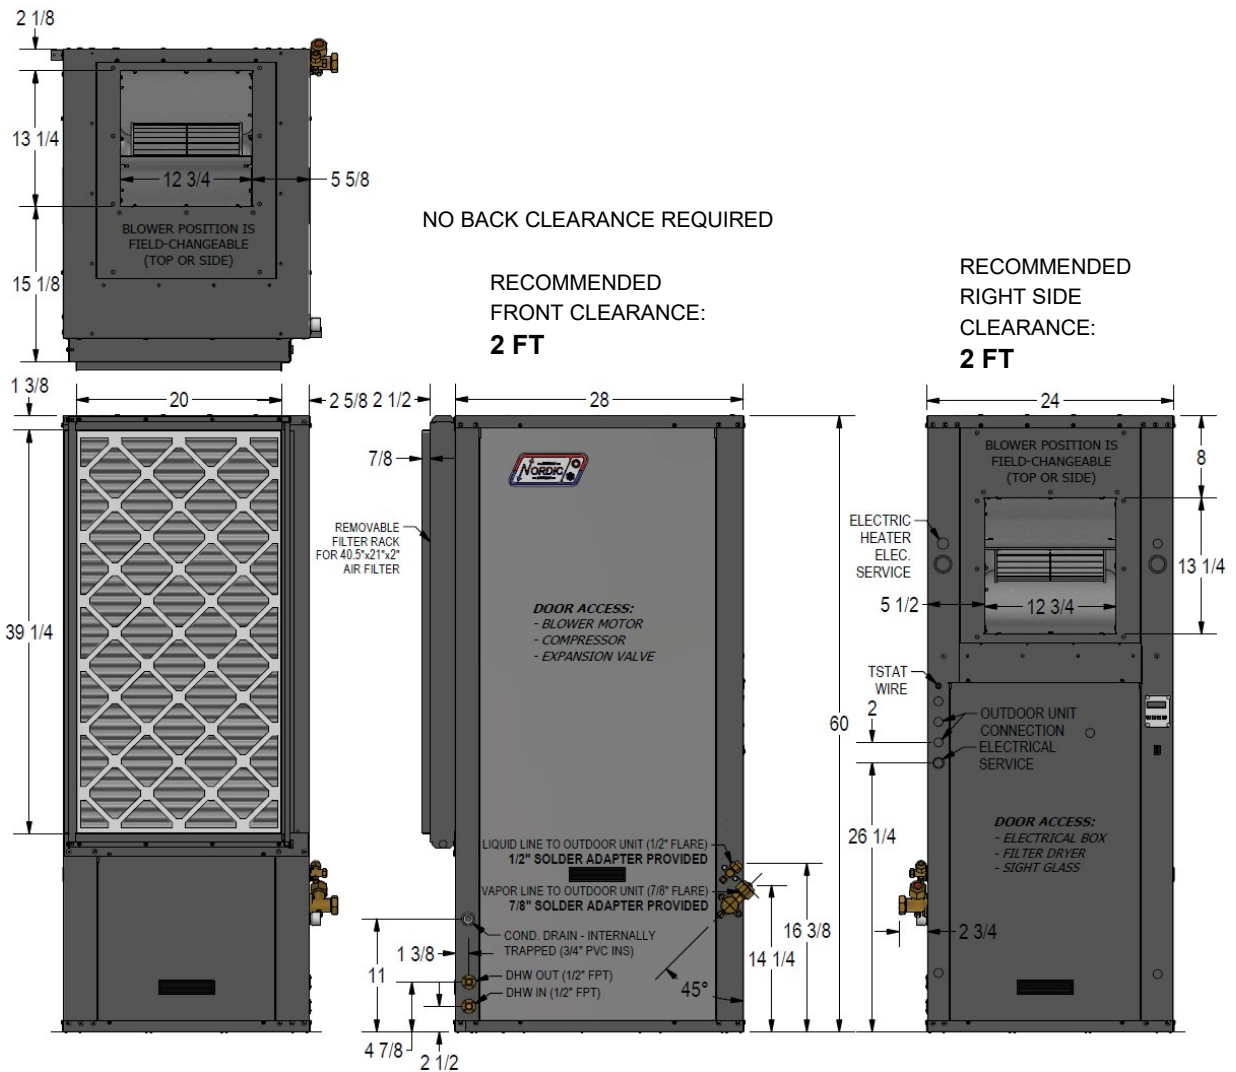 2 1/8
13 1/4
12 3/4
5 5/8
BLOWER POSITION IS
FIELD-CHANGEABLE
(TOP OR SIDE)
15 1/8
NO BACK CLEARANCE REQUIRED
RECOMMENDED
FRONT CLEARANCE:
2 FT
RECOMMENDED
RIGHT SIDE
CLEARANCE:
2 FT
1 3/8
20
2 5/8
39 1/4
2 1/2
28
7/8
NORDIC
REMOVABLE
FILTER RACK
FOR 40.5"x21"x2"
AIR FILTER
DOOR ACCESS:
- BLOWER MOTOR
- COMPRESSOR
- EXPANSION VALVE
60
LIQUID LINE TO OUTDOOR UNIT (1/2" FLARE)
1/2" SOLDER ADAPTER PROVIDED
VAPOR LINE TO OUTDOOR UNIT (7/8" FLARE)
7/8" SOLDER ADAPTER PROVIDED
COND. DRAIN - INTERNALLY
TRAPPED (3/4" PVC INS)
1 3/8
11
DHW OUT (1/2" FPT)
DHW IN (1/2" FPT)
45°
16 3/8
14 1/4
4 7/8
2 1/2
24
BLOWER POSITION IS
FIELD-CHANGEABLE
(TOP OR SIDE)
8
ELECTRIC
HEATER
ELEC.
SERVICE
13 1/4
5 1/2
12 3/4
TSTAT
WIRE
2
OUTDOOR UNIT
CONNECTION
ELECTRICAL
SERVICE
26 1/4
DOOR ACCESS:
- ELECTRICAL BOX
- FILTER DRYER
- SIGHT GLASS
2 3/4